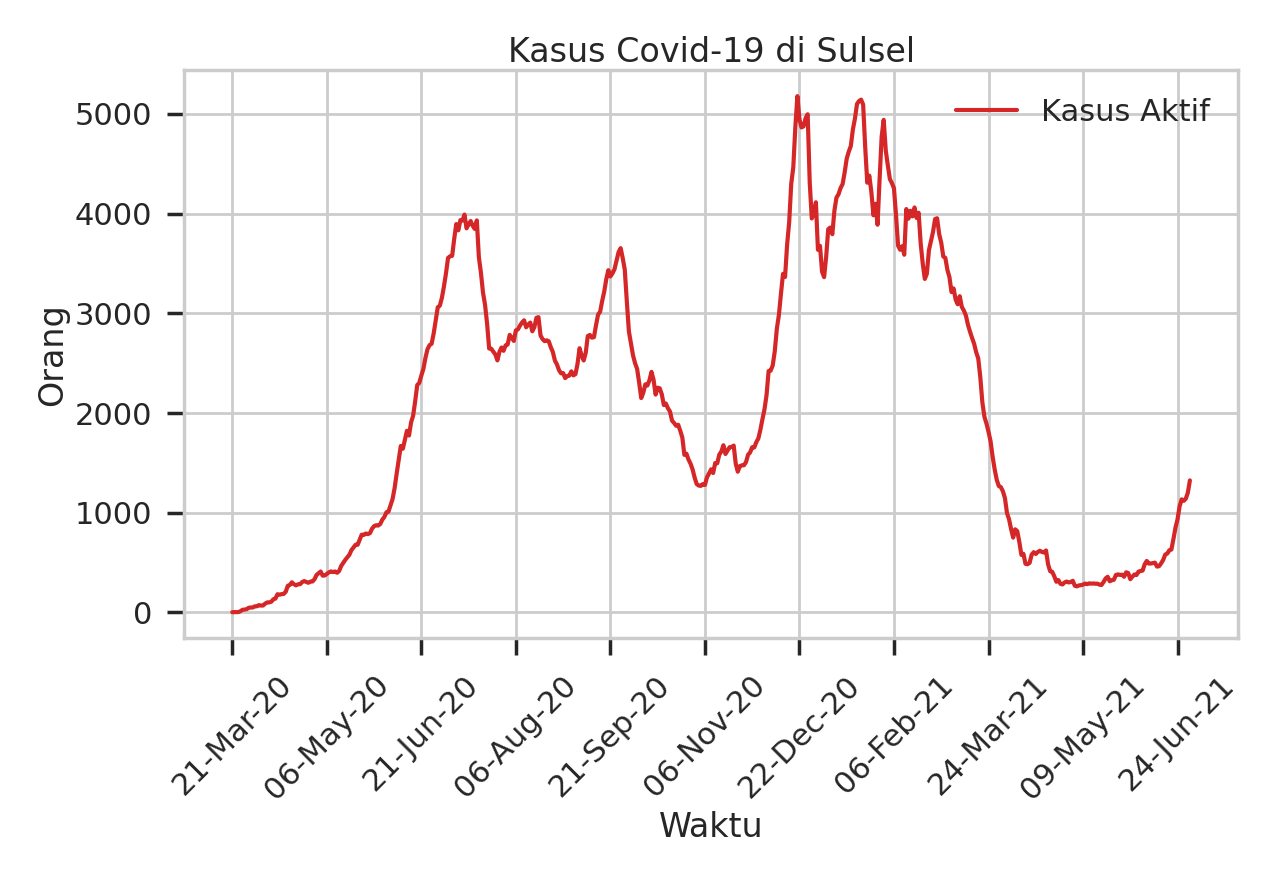 Kasus Covid-19 di Sulsel
Kasus Aktif
5000
4000
3000
2000
1000
0
Orang
21-Mar-20
06-May-20
21-Jun-20
06-Aug-20
21-Sep-20
06-Nov-20
22-Dec-20
06-Feb-21
24-Mar-21
09-May-21
24-Jun-21
Waktu